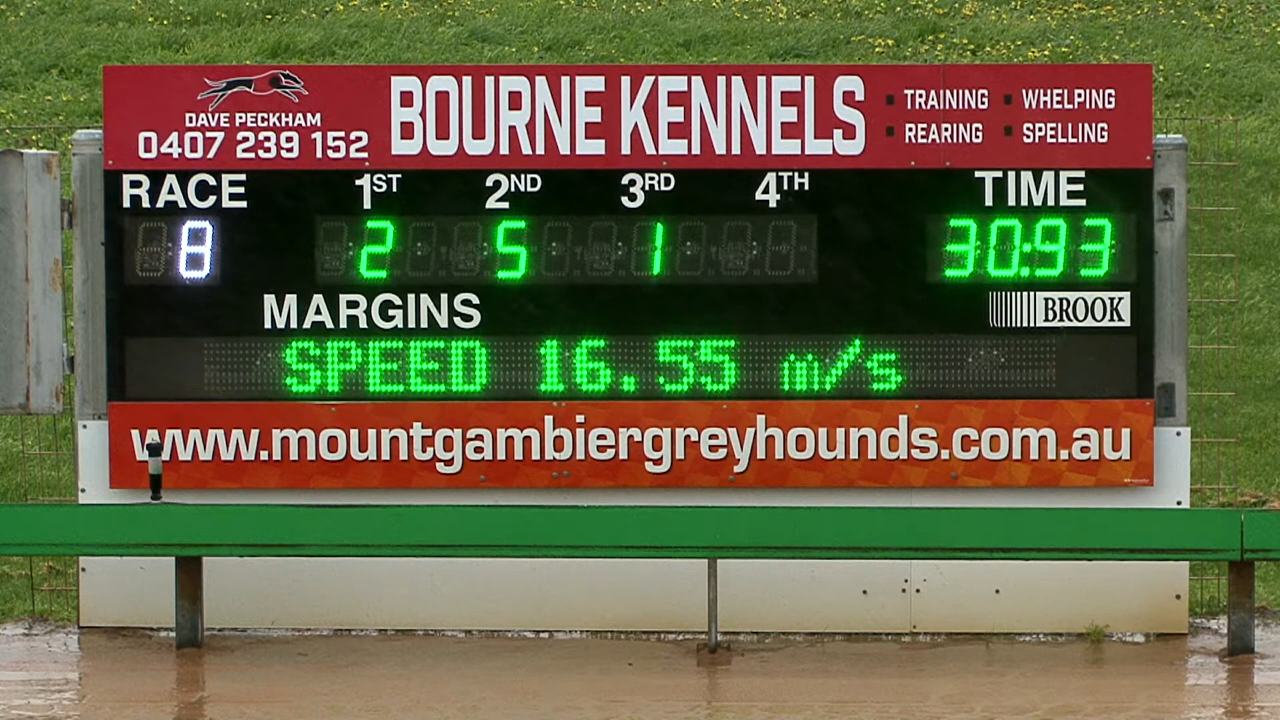 BOURNE KENNELS
DAVE PECKHAM
0407 239 152
TRAINING WHELPING
REARING SPELLING
RACE 1ST 2ND 3RD 4TH TIME
8 2 5 1 30:93
MARGINS BROOK
SPEED 16.55 m/s
www.mountgambiergreyhounds.com.au